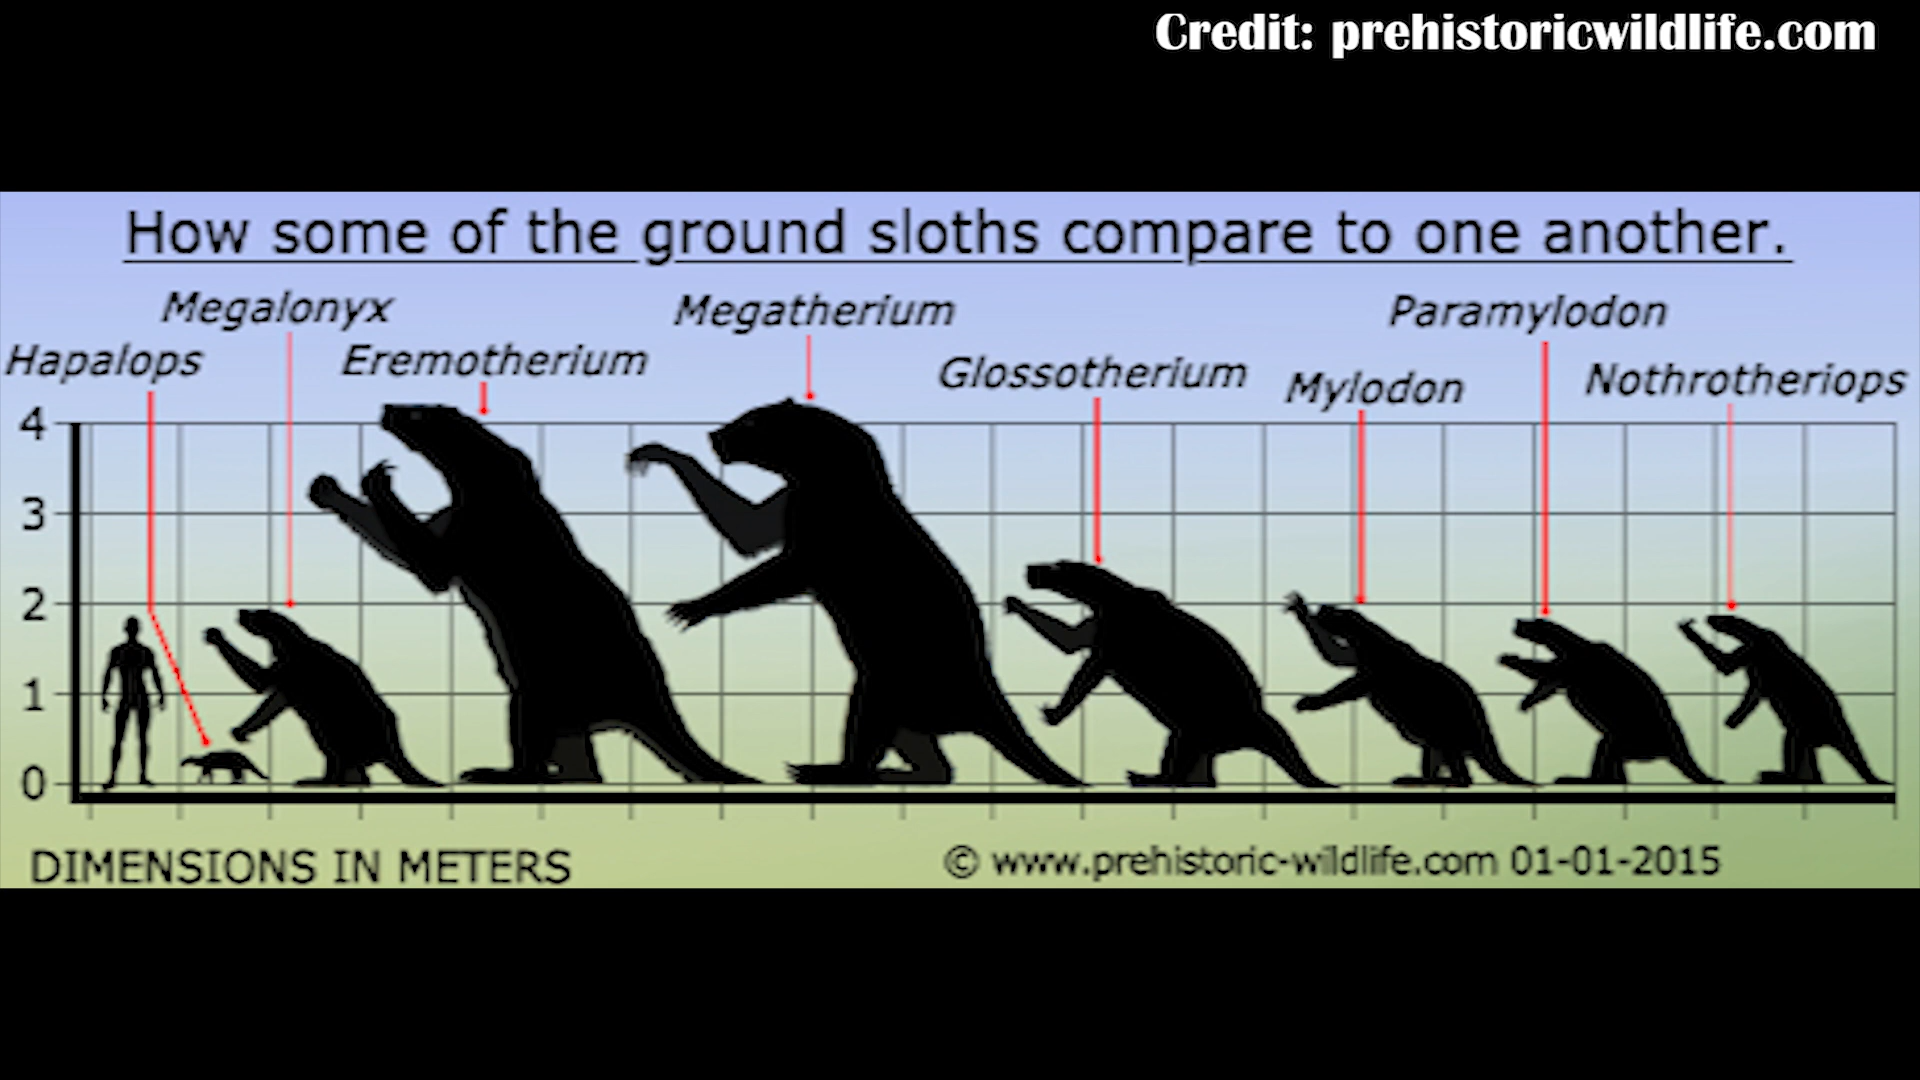 Credit: prehistoricwildlife.com
How some of the ground sloths compare to one another.
Megalonyx
Megatherium
Paramylodon
Hapalops
Eremotherium
Glossotherium
Mylodon
Nothrotheriops
4
3
2
1
0
DIMENSIONS IN METERS
© www.prehistoric-wildlife.com 01-01-2015